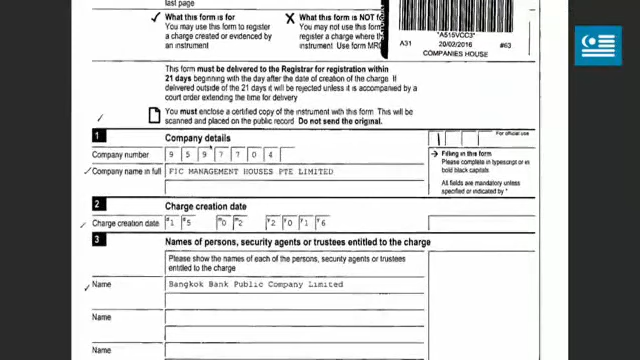 last page
What this form is for
You may use this form to register
a charge created or evidenced by
an instrument
What this form is NOT f
You may not use this form
register a charge where th
instrument Use form MR
*A515VCC3*
A31
20/02/2016
#63
COMPANIES HOUSE
This form must be delivered to the Registrar for registration within
21 days beginning with the day after the date of creation of the charge If
delivered outside of the 21 days it will be rejected unless it is accompanied by a
court order extending the time for delivery
You must enclose a certified copy of the instrument with this form This will be
scanned and placed on the public record Do not send the original.
1
Company details
For official use
Company number
9 5 9 7 7 0 4
Company name in full
FIC MANAGEMENT HOUSES PTE LIMITED
Filling in this form
Please complete in typescript or in
bold black capitals
All fields are mandatory unless
specified or indicated by *
2
Charge creation date
Charge creation date
1 5 0 2 2 0 1 6
3
Names of persons, security agents or trustees entitled to the charge
Please show the names of each of the persons, security agents or trustees
entitled to the charge
Name
Bangkok Bank Public Company Limited
Name
Name